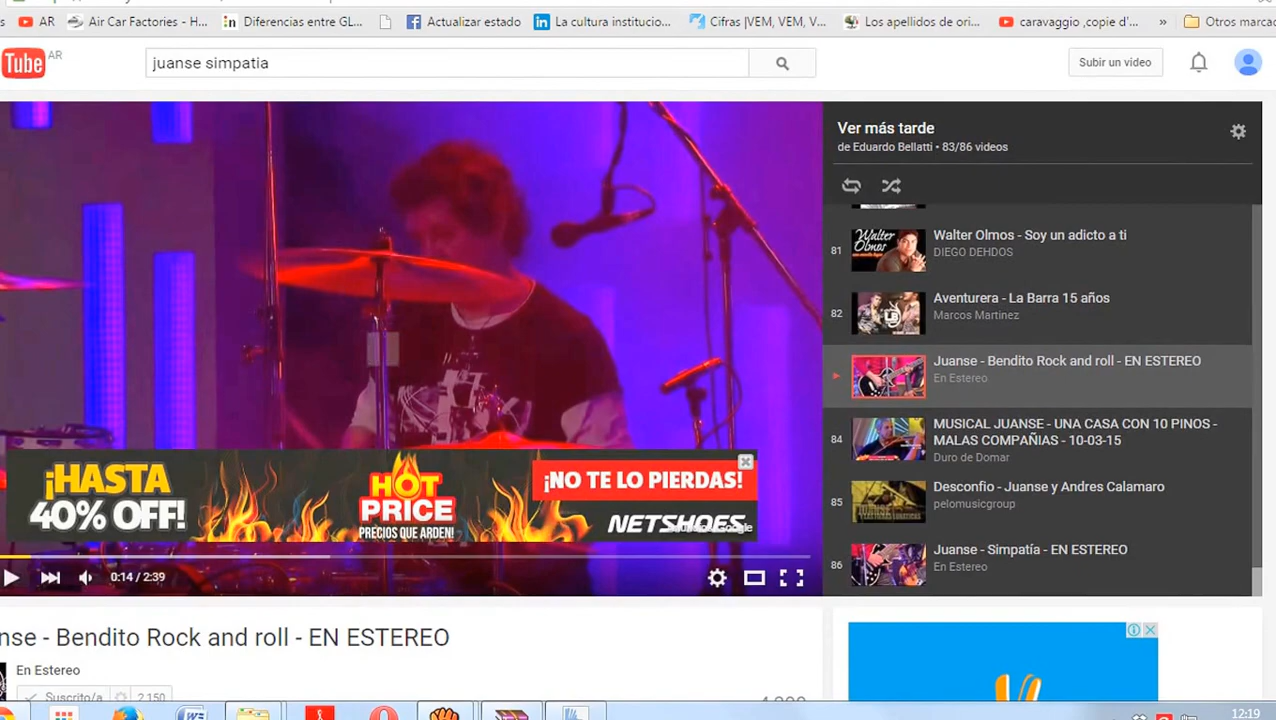 AR
Air Car Factories - H...
Diferencias entre GL...
Actualizar estado
La cultura institucio...
Cifras |VEM, VEM, V...
Los apellidos de ori...
caravaggio ,copie d'...
»
Otros marca
Tube AR
juanse simpatia
Subir un video
Ver más tarde
de Eduardo Bellatti • 83/86 videos
81
Walter Olmos - Soy un adicto a ti
DIEGO DEHDOS
82
Aventurera - La Barra 15 años
Marcos Martinez
Juanse - Bendito Rock and roll - EN ESTEREO
En Estereo
84
MUSICAL JUANSE - UNA CASA CON 10 PINOS -
MALAS COMPAÑIAS - 10-03-15
Duro de Domar
85
Desconfio - Juanse y Andres Calamaro
pelomusicgroup
86
Juanse - Simpatía - EN ESTEREO
En Estereo
¡HASTA
40% OFF!
HOT
PRICE
PRECIOS QUE ARDEN!
¡NO TE LO PIERDAS!
NETSHOES
0:14 / 2:39
nse - Bendito Rock and roll - EN ESTEREO
En Estereo
Suscrito/a
2.150
12:19